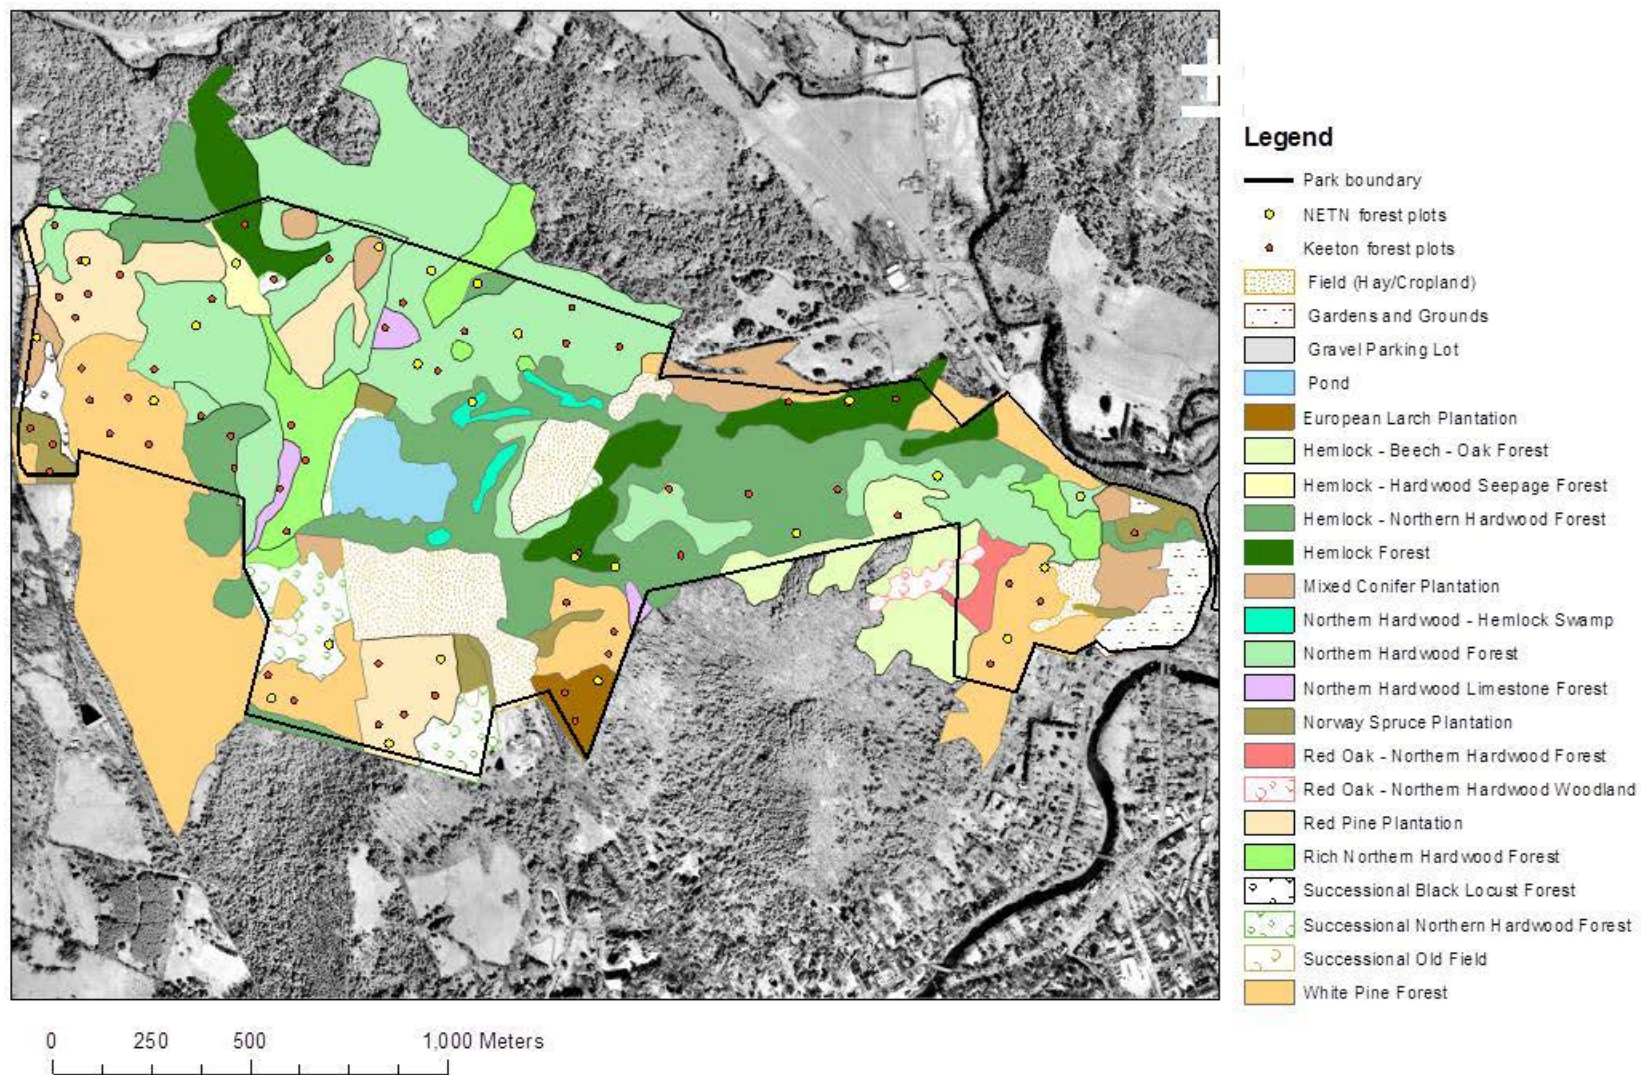 Legend
Park boundary
NETN forest plots
Keeton forest plots
Field (Hay/Cropland)
Gardens and Grounds
Gravel Parking Lot
Pond
European Larch Plantation
Hemlock - Beech - Oak Forest
Hemlock - Hardwood Seepage Forest
Hemlock - Northern Hardwood Forest
Hemlock Forest
Mixed Conifer Plantation
Northern Hardwood - Hemlock Swamp
Northern Hardwood Forest
Northern Hardwood Limestone Forest
Norway Spruce Plantation
Red Oak - Northern Hardwood Forest
Red Oak - Northern Hardwood Woodland
Red Pine Plantation
Rich Northern Hardwood Forest
Successional Black Locust Forest
Successional Northern Hardwood Forest
Successional Old Field
White Pine Forest
0 250 500 1,000 Meters